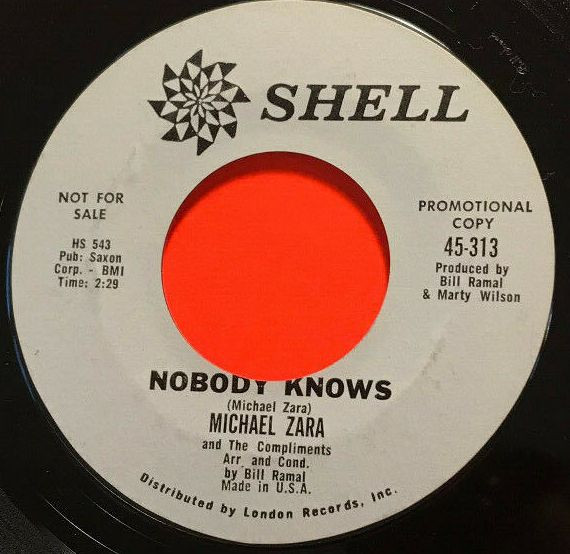 SHELL
NOT FOR
SALE
HS 543
Pub: Saxon
Corp. - BMI
Time: 2:29
PROMOTIONAL
COPY
45-313
Produced by
Bill Ramal
& Marty Wilson
NOBODY KNOWS
(Michael Zara)
MICHAEL ZARA
and The Compliments
Arr and Cond.
by Bill Ramal
Made in U.S.A.
Distributed by London Records, Inc.